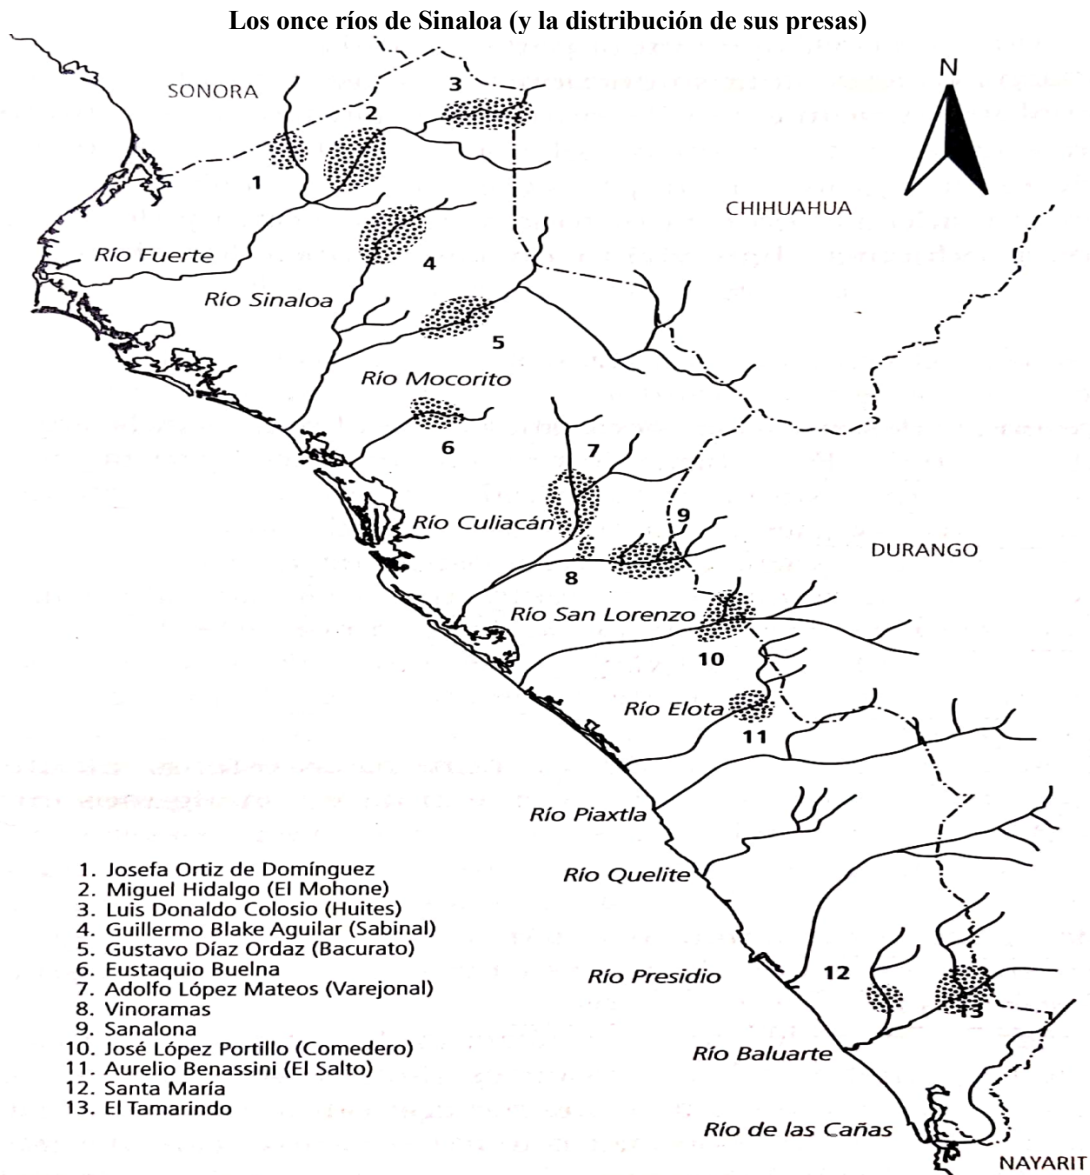 Los once ríos de Sinaloa (y la distribución de sus presas)
N
SONORA
3
2
1
CHIHUAHUA
Río Fuerte
4
Río Sinaloa
5
Río Mocorito
6
7
9
Río Culiacán
DURANGO
8
Río San Lorenzo
10
Río Elota
11
Río Piaxtla
Río Quelite
12
Río Presidio
13
Río Baluarte
Río de las Cañas
NAYARIT
1. Josefa Ortiz de Domínguez
2. Miguel Hidalgo (El Mohone)
3. Luis Donaldo Colosio (Huites)
4. Guillermo Blake Aguilar (Sabinal)
5. Gustavo Díaz Ordaz (Bacurato)
6. Eustaquio Buelna
7. Adolfo López Mateos (Varejonal)
8. Vinoramas
9. Sanalona
10. José López Portillo (Comedero)
11. Aurelio Benassini (El Salto)
12. Santa María
13. El Tamarindo